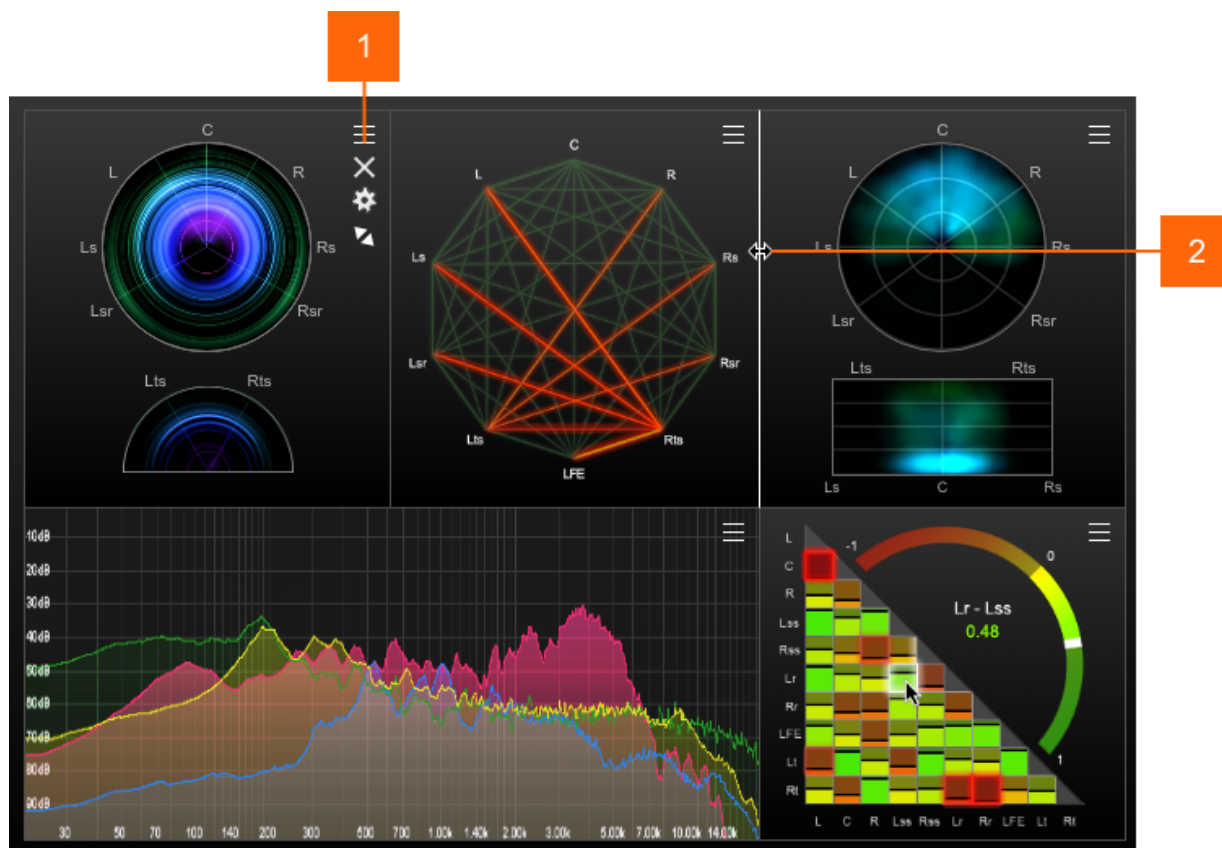 1
2
C
L
R
Ls
Rs
Lsr
Rsr
Lts Rts
C
L
R
Ls
Rs
Lsr
Rsr
Lts
Rts
LFE
C
L
R
Ls
Rs
Lsr
Rsr
Lts Rts
Ls C Rs
-10dB
20dB
30dB
40dB
50dB
60dB
70dB
80dB
90dB
30 50 70 100 140 200 300 500 700 1.00k 1.40k 2.00k 3.00k 5.00k 7.00k 10.00k 14.00k
L
C
R
Lss
Rss
Lr
Rr
LFE
Lt
Rt
L C R Lss Rss Lr Rr LFE Lt Rt
-1
0
1
Lr - Lss
0.48